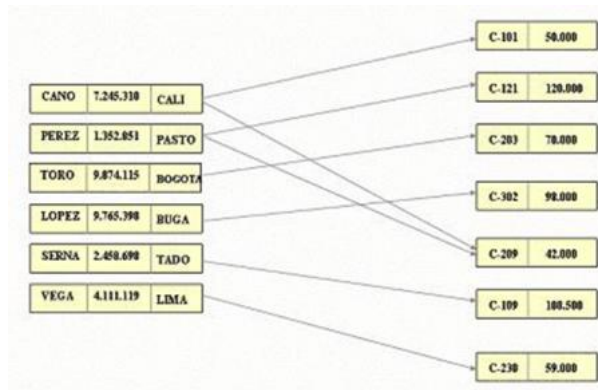 C-101 50.000
C-121 120.000
CANO 7.245.310 CALI
PEREZ 1.352.051 PASTO
C-203 70.000
TORO 9.874.115 BOGOTA
C-302 98.000
LOPEZ 9.765.398 BUGA
SERNA 2.458.698 TADO
C-209 42.000
VEGA 4.111.119 LIMA
C-109 108.500
C-230 59.000